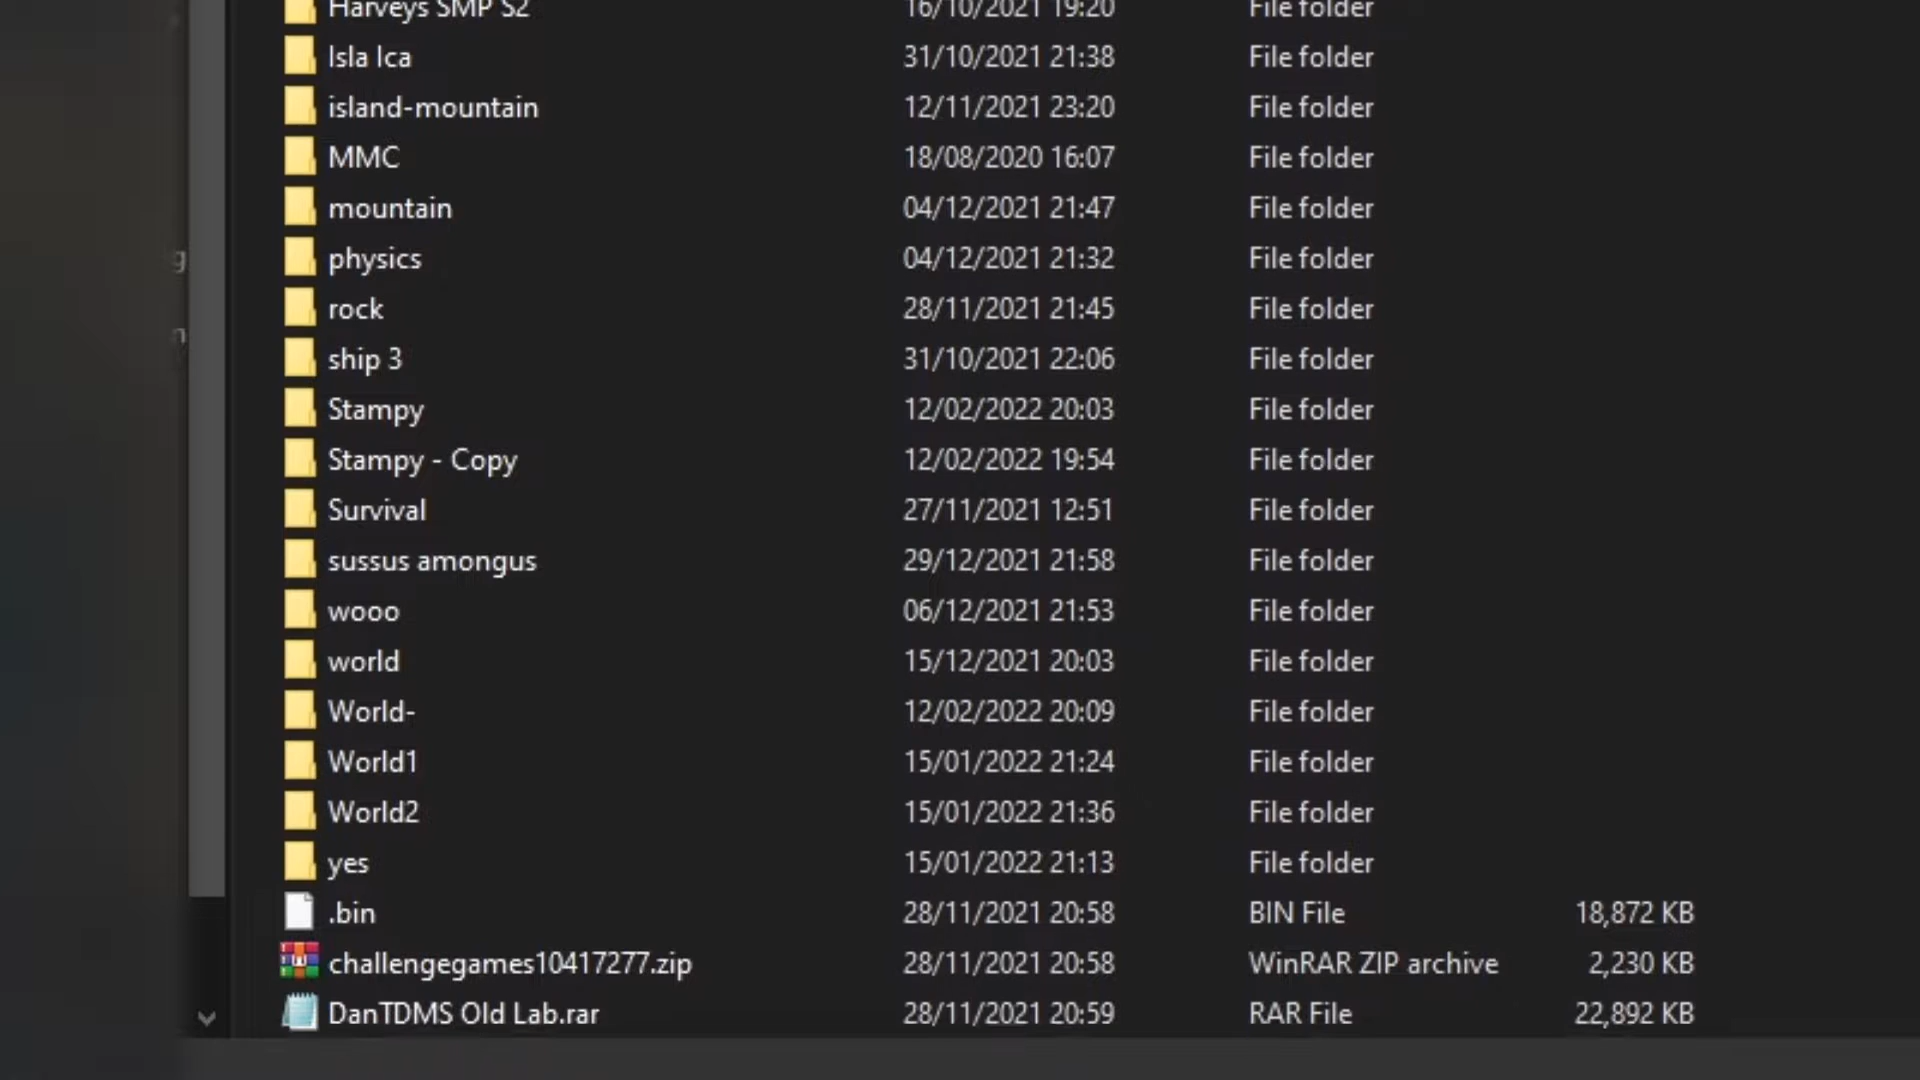 Harveys SMP S2 16/10/2021 19:20 File folder
Isla Ica 31/10/2021 21:38 File folder
island-mountain 12/11/2021 23:20 File folder
MMC 18/08/2020 16:07 File folder
mountain 04/12/2021 21:47 File folder
physics 04/12/2021 21:32 File folder
rock 28/11/2021 21:45 File folder
ship 3 31/10/2021 22:06 File folder
Stampy 12/02/2022 20:03 File folder
Stampy - Copy 12/02/2022 19:54 File folder
Survival 27/11/2021 12:51 File folder
sussus amongus 29/12/2021 21:58 File folder
wooo 06/12/2021 21:53 File folder
world 15/12/2021 20:03 File folder
World- 12/02/2022 20:09 File folder
World1 15/01/2022 21:24 File folder
World2 15/01/2022 21:36 File folder
yes 15/01/2022 21:13 File folder
.bin 28/11/2021 20:58 BIN File 18,872 KB
challengegames10417277.zip 28/11/2021 20:58 WinRAR ZIP archive 2,230 KB
DanTDMS Old Lab.rar 28/11/2021 20:59 RAR File 22,892 KB